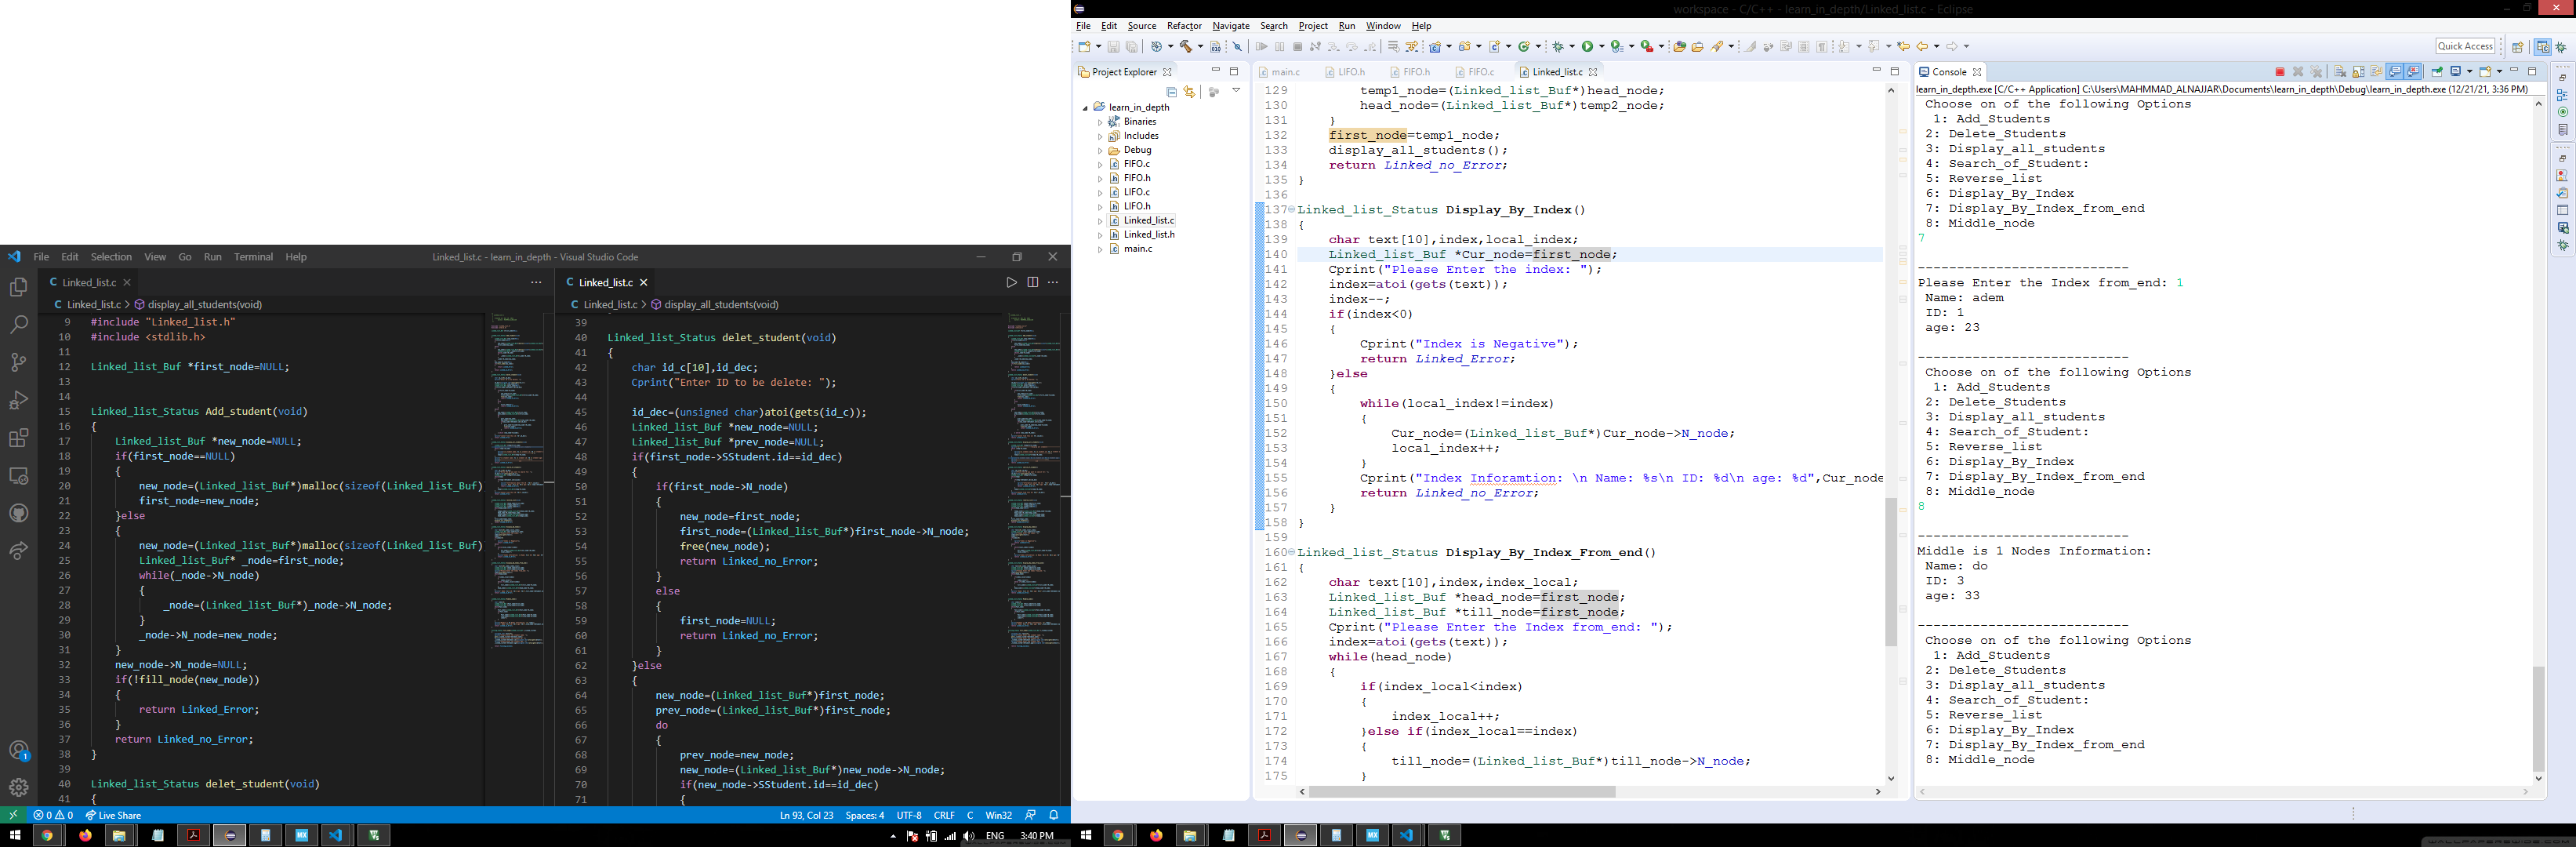 File Edit Selection View Go Run Terminal Help Linked_list.c - learn_in_depth - Visual Studio Code
Linked_list.c
Linked_list.c > display_all_students(void)
9 #include "Linked_list.h"
10 #include <stdlib.h>
11
12 Linked_list_Buf *first_node=NULL;
13
14
15 Linked_list_Status Add_student(void)
16 {
17 Linked_list_Buf *new_node=NULL;
18 if(first_node==NULL)
19 {
20 new_node=(Linked_list_Buf*)malloc(sizeof(Linked_list_Buf)
21 first_node=new_node;
22 }else
23 {
24 new_node=(Linked_list_Buf*)malloc(sizeof(Linked_list_Buf)
25 Linked_list_Buf* _node=first_node;
26 while(_node->N_node)
27 {
28 _node=(Linked_list_Buf*)_node->N_node;
29 }
30 _node->N_node=new_node;
31 }
32 new_node->N_node=NULL;
33 if(!fill_node(new_node))
34 {
35 return Linked_Error;
36 }
37 return Linked_no_Error;
38 }
39
40 Linked_list_Status delet_student(void)
41 {
Linked_list.c
Linked_list.c > display_all_students(void)
39
40 Linked_list_Status delet_student(void)
41 {
42 char id_c[10],id_dec;
43 Cprint("Enter ID to be delete: ");
44
45 id_dec=(unsigned char)atoi(gets(id_c));
46 Linked_list_Buf *new_node=NULL;
47 Linked_list_Buf *prev_node=NULL;
48 if(first_node->SStudent.id==id_dec)
49 {
50 if(first_node->N_node)
51 {
52 new_node=first_node;
53 first_node=(Linked_list_Buf*)first_node->N_node;
54 free(new_node);
55 return Linked_no_Error;
56 }
57 else
58 {
59 first_node=NULL;
60 return Linked_no_Error;
61 }
62 }else
63 {
64 new_node=(Linked_list_Buf*)first_node;
65 prev_node=(Linked_list_Buf*)first_node;
66 do
67 {
68 prev_node=new_node;
69 new_node=(Linked_list_Buf*)new_node->N_node;
70 if(new_node->SStudent.id==id_dec)
71 {
0 0 Live Share Ln 93, Col 23 Spaces: 4 UTF-8 CRLF C Win32
ENG 3:40 PM
workspace - C/C++ - learn_in_depth/Linked_list.c - Eclipse
File Edit Source Refactor Navigate Search Project Run Window Help
Quick Access
Project Explorer
learn_in_depth
Binaries
Includes
Debug
FIFO.c
FIFO.h
LIFO.c
LIFO.h
Linked_list.c
Linked_list.h
main.c
main.c LIFO.h FIFO.h FIFO.c Linked_list.c
129 temp1_node=(Linked_list_Buf*)head_node;
130 head_node=(Linked_list_Buf*)temp2_node;
131 }
132 first_node=temp1_node;
133 display_all_students();
134 return Linked_no_Error;
135 }
136
137 Linked_list_Status Display_By_Index()
138 {
139 char text[10],index,local_index;
140 Linked_list_Buf *Cur_node=first_node;
141 Cprint("Please Enter the index: ");
142 index=atoi(gets(text));
143 index--;
144 if(index<0)
145 {
146 Cprint("Index is Negative");
147 return Linked_Error;
148 }else
149 {
150 while(local_index!=index)
151 {
152 Cur_node=(Linked_list_Buf*)Cur_node->N_node;
153 local_index++;
154 }
155 Cprint("Index Inforamtion: \n Name: %s\n ID: %d\n age: %d",Cur_node
156 return Linked_no_Error;
157 }
158 }
159
160 Linked_list_Status Display_By_Index_From_end()
161 {
162 char text[10],index,index_local;
163 Linked_list_Buf *head_node=first_node;
164 Linked_list_Buf *till_node=first_node;
165 Cprint("Please Enter the Index from_end: ");
166 index=atoi(gets(text));
167 while(head_node)
168 {
169 if(index_local<index)
170 {
171 index_local++;
172 }else if(index_local==index)
173 {
174 till_node=(Linked_list_Buf*)till_node->N_node;
175 }
Console
learn_in_depth.exe [C/C++ Application] C:\Users\MAHMMAD_ALNAJJAR\Documents\learn_in_depth\Debug\learn_in_depth.exe (12/21/21, 3:36 PM)
Choose on of the following Options
1: Add_Students
2: Delete_Students
3: Display_all_students
4: Search_of_Student:
5: Reverse_list
6: Display_By_Index
7: Display_By_Index_from_end
8: Middle_node
7
---------------------------
Please Enter the Index from_end: 1
Name: adem
ID: 1
age: 23
---------------------------
Choose on of the following Options
1: Add_Students
2: Delete_Students
3: Display_all_students
4: Search_of_Student:
5: Reverse_list
6: Display_By_Index
7: Display_By_Index_from_end
8: Middle_node
8
---------------------------
Middle is 1 Nodes Information:
Name: do
ID: 3
age: 33
---------------------------
Choose on of the following Options
1: Add_Students
2: Delete_Students
3: Display_all_students
4: Search_of_Student:
5: Reverse_list
6: Display_By_Index
7: Display_By_Index_from_end
8: Middle_node